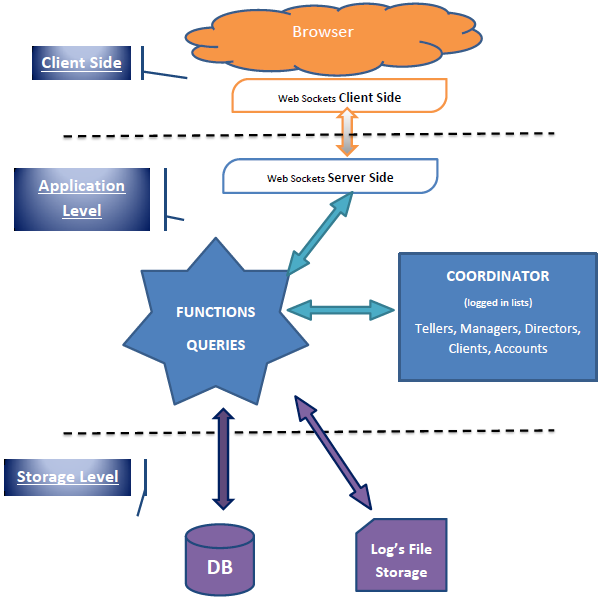 Browser
Client Side
Web Sockets Client Side
Web Sockets Server Side
Application
Level
COORDINATOR
(logged in lists)
Tellers, Managers, Directors,
Clients, Accounts
FUNCTIONS
QUERIES
Storage Level
DB
Log's File
Storage